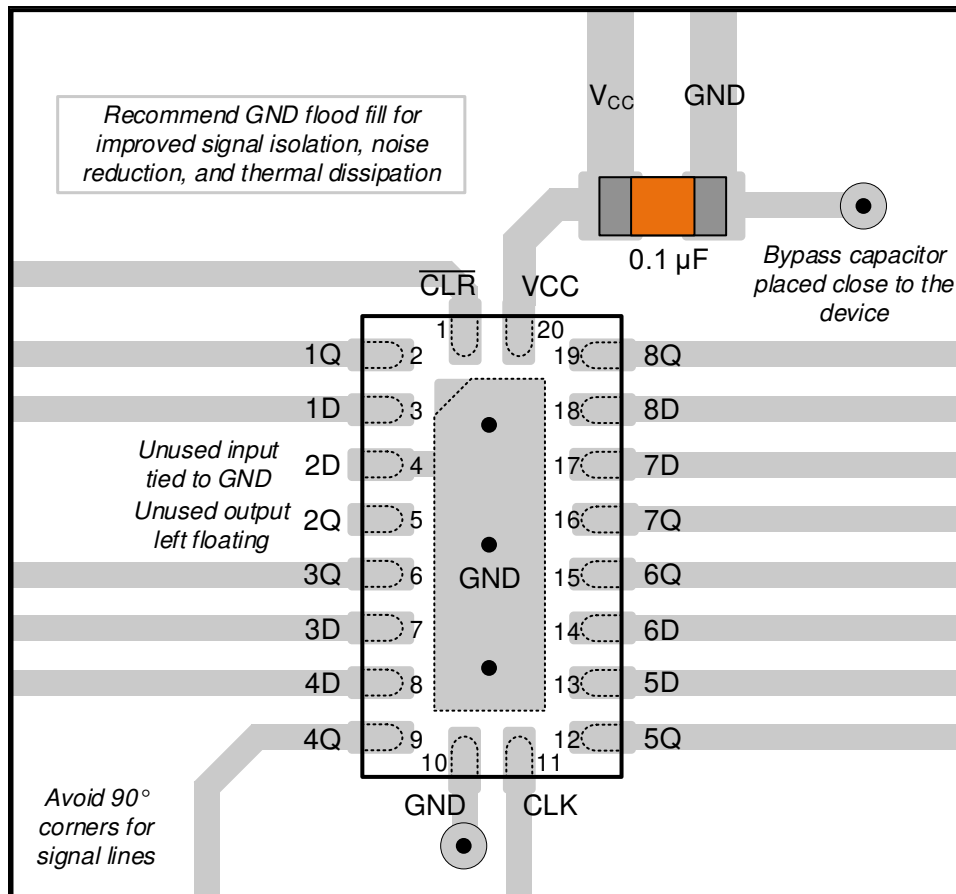 Recommend GND flood fill for
improved signal isolation, noise
reduction, and thermal dissipation
VCC GND
0.1 µF
Bypass capacitor
placed close to the
device
CLR VCC
1 20
1Q 2 19 8Q
1D 3 18 8D
Unused input
tied to GND
2D 4 17 7D
Unused output
left floating
2Q 5 16 7Q
GND
3Q 6 15 6Q
3D 7 14 6D
4D 8 13 5D
4Q 9 12 5Q
10 11
GND CLK
Avoid 90°
corners for
signal lines